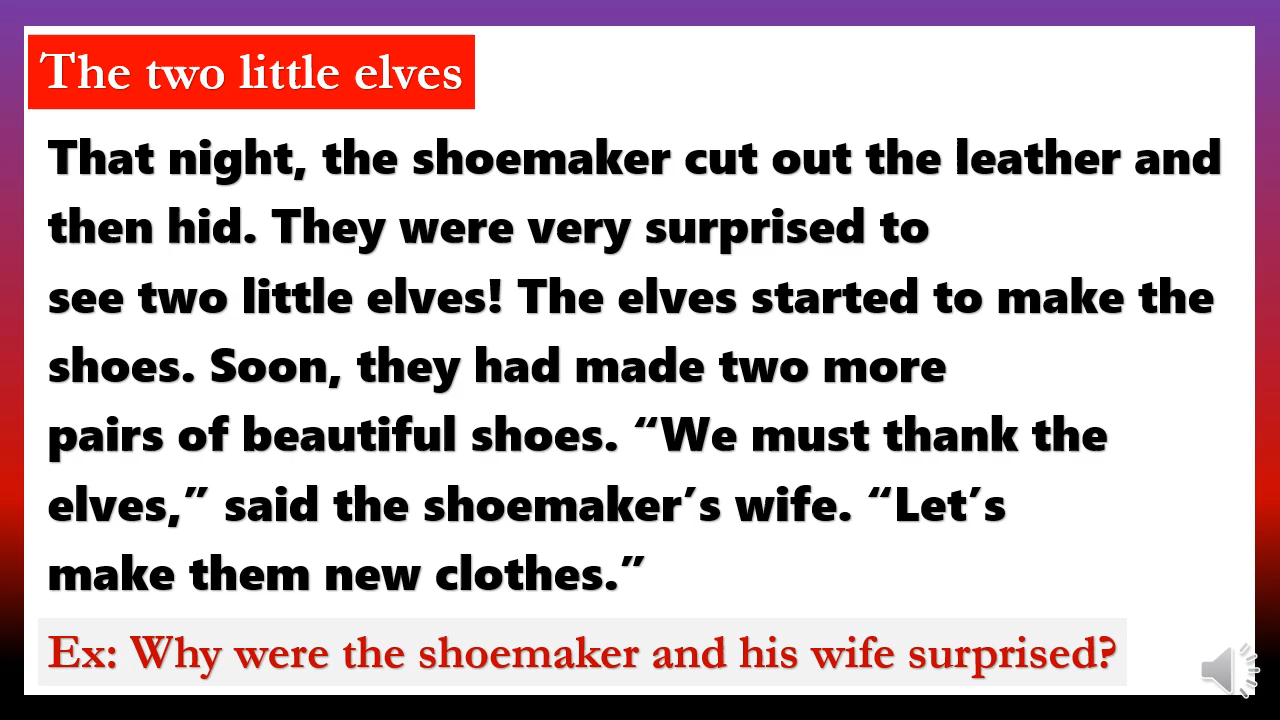 The two little elves
That night, the shoemaker cut out the leather and
then hid. They were very surprised to
see two little elves! The elves started to make the
shoes. Soon, they had made two more
pairs of beautiful shoes. “We must thank the
elves,” said the shoemaker’s wife. “Let’s
make them new clothes.”
Ex: Why were the shoemaker and his wife surprised?